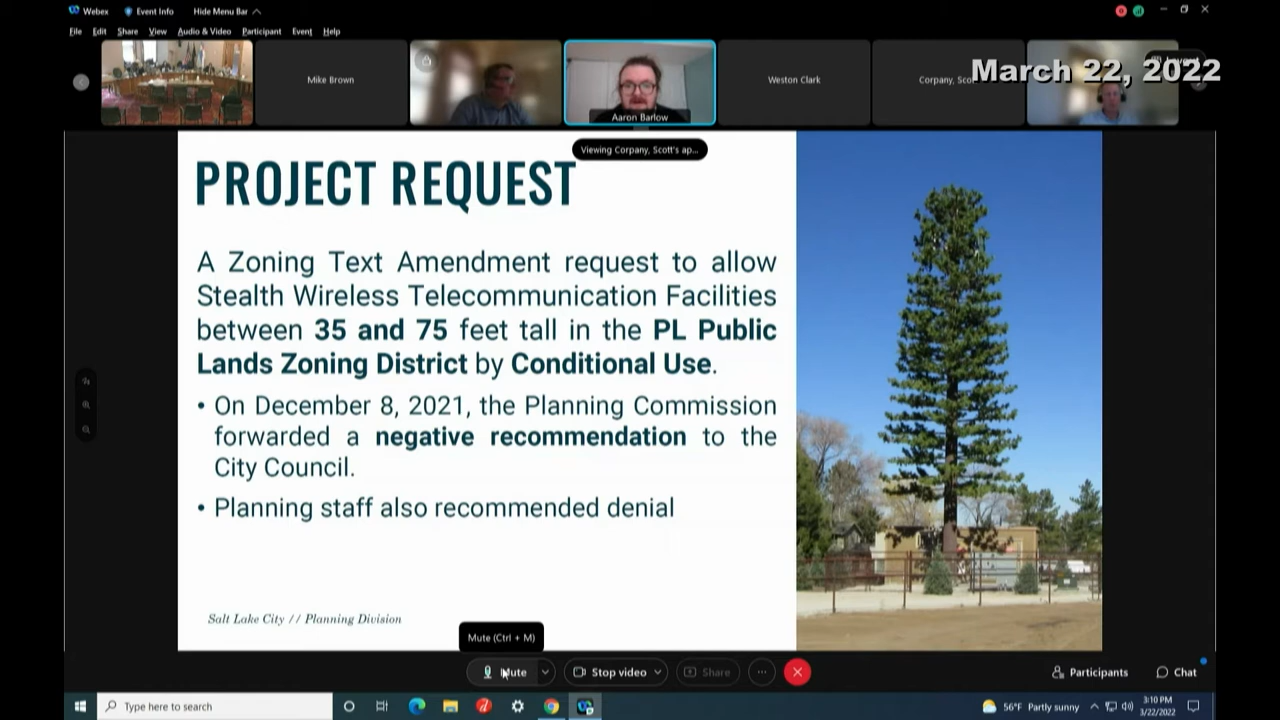 Webex Event Info Hide Menu Bar
File Edit Share View Audio & Video Participant Event Help
March 22, 2022
Mike Brown
Weston Clark
Corpany,
Aaron Barlow
Viewing Corpany, Scott's ap...
PROJECT REQUEST
A Zoning Text Amendment request to allow
Stealth Wireless Telecommunication Facilities
between 35 and 75 feet tall in the PL Public
Lands Zoning District by Conditional Use.
• On December 8, 2021, the Planning Commission
forwarded a negative recommendation to the
City Council.
• Planning staff also recommended denial
Salt Lake City // Planning Division
Mute (Ctrl + M)
Mute Stop video Share Participants Chat
Type here to search
56°F Partly sunny
3:10 PM
3/22/2022